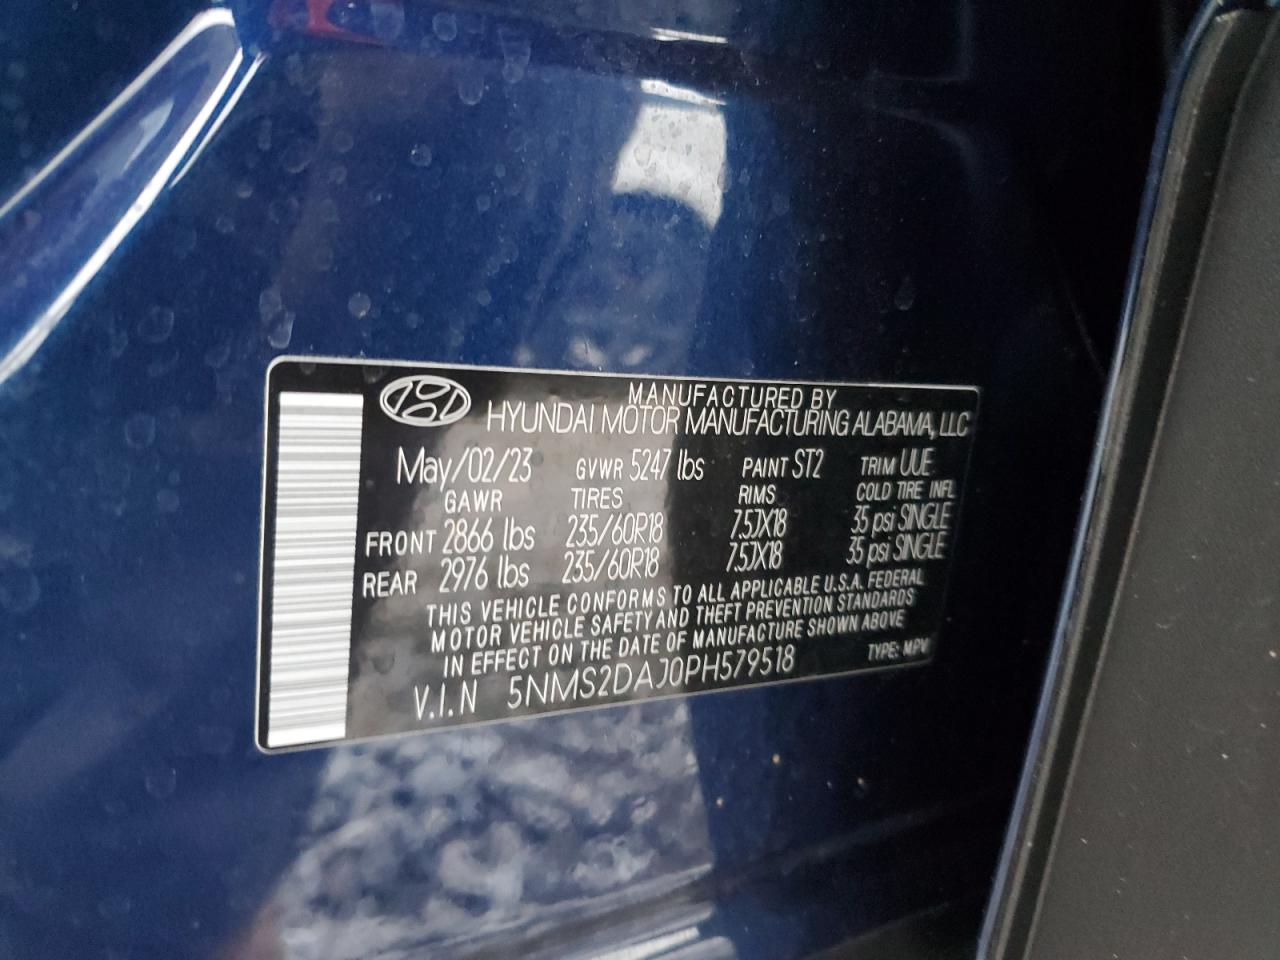 MANUFACTURED BY
HYUNDAI MOTOR MANUFACTURING ALABAMA, LLC
May/02/23 GVWR 5247 lbs PAINT ST2 TRIM UUE
GAWR TIRES RIMS COLD TIRE INFL
FRONT 2866 lbs 235/60R18 7.5JX18 35 psi SINGLE
REAR 2976 lbs 235/60R18 7.5JX18 35 psi SINGLE
THIS VEHICLE CONFORMS TO ALL APPLICABLE U.S.A. FEDERAL
MOTOR VEHICLE SAFETY AND THEFT PREVENTION STANDARDS
IN EFFECT ON THE DATE OF MANUFACTURE SHOWN ABOVE
V.I.N 5NMS2DAJ0PH579518 TYPE: MPV